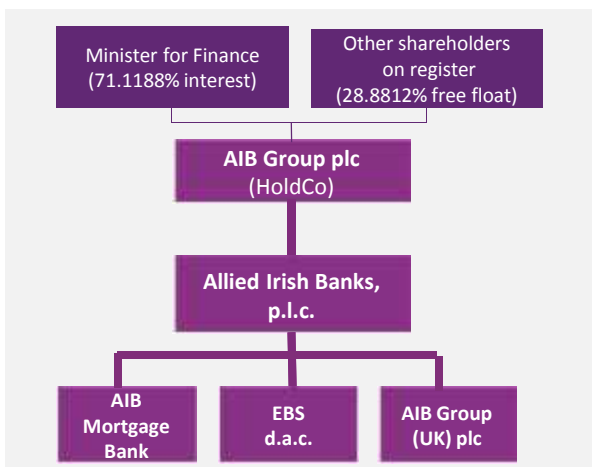 Minister for Finance
(71.1188% interest)
Other shareholders
on register
(28.8812% free float)
AIB Group plc
(HoldCo)
Allied Irish Banks,
p.l.c.
AIB
Mortgage
Bank
EBS
d.a.c.
AIB Group
(UK) plc